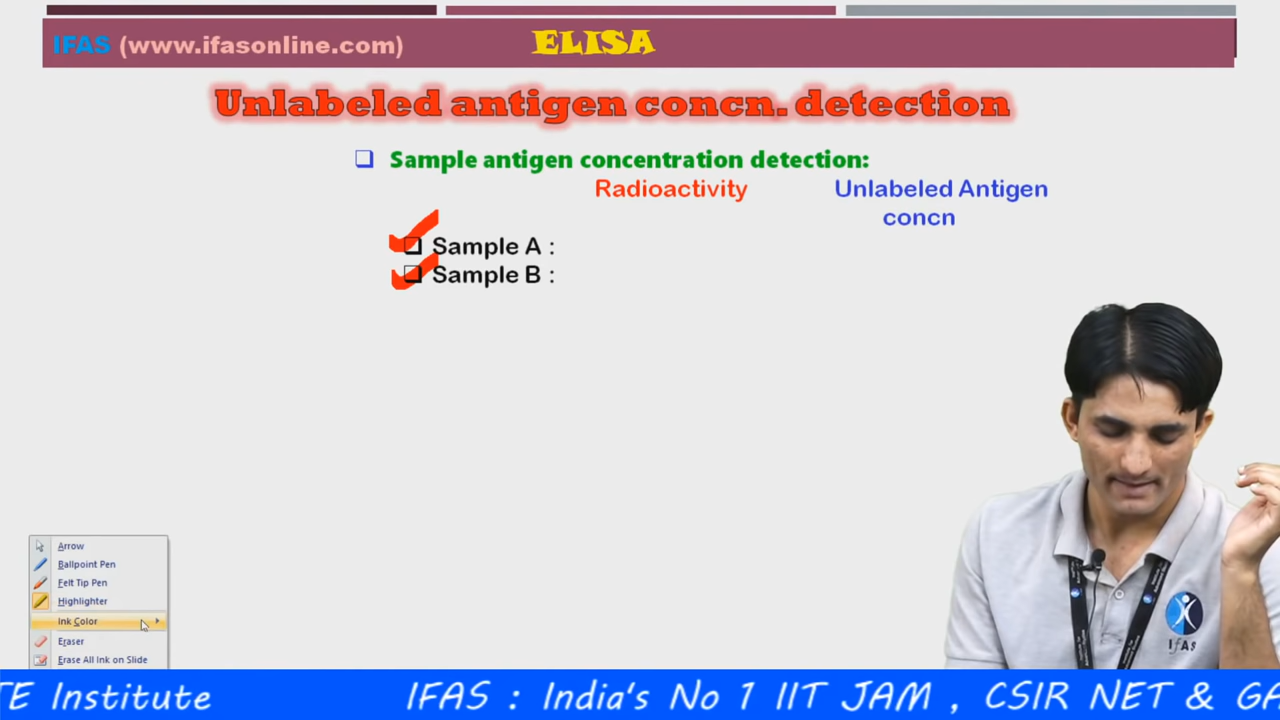 IFAS (www.ifasonline.com)
ELISA
Unlabeled antigen concn. detection
Sample antigen concentration detection:
Radioactivity
Unlabeled Antigen
concn
Sample A :
Sample B :
Arrow
Ballpoint Pen
Felt Tip Pen
Highlighter
Ink Color
Eraser
Erase All Ink on Slide
IfAS
TE Institute IFAS : India's No 1 IIT JAM , CSIR NET & GA